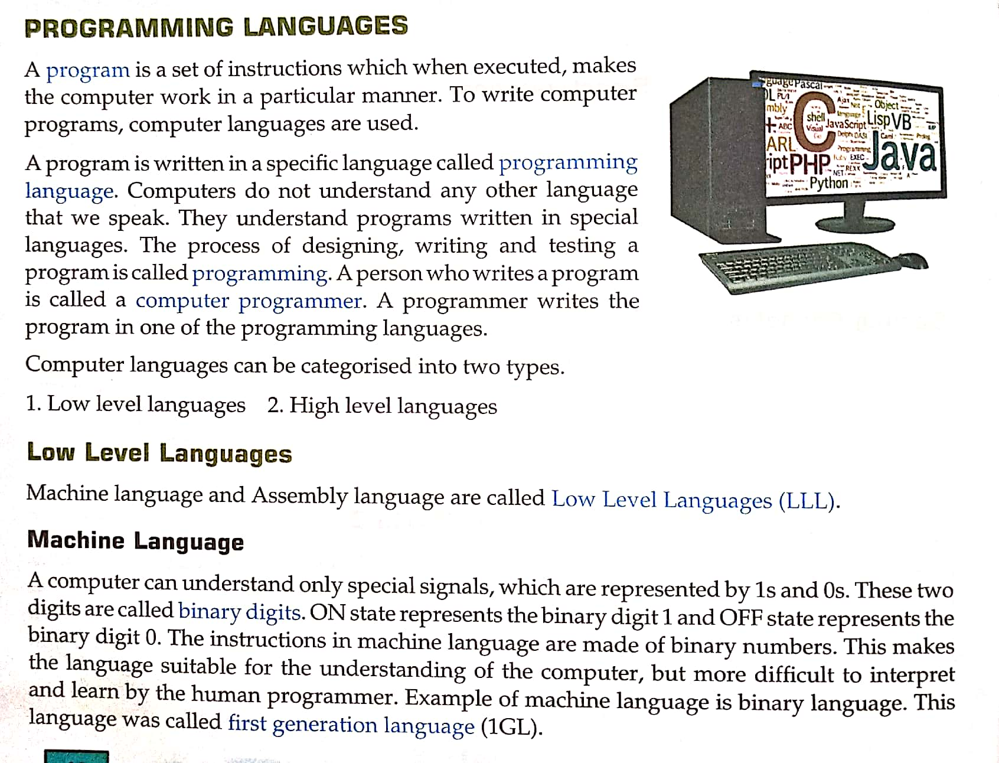 PROGRAMMING LANGUAGES
A program is a set of instructions which when executed, makes
the computer work in a particular manner. To write computer
programs, computer languages are used.
A program is written in a specific language called programming
language. Computers do not understand any other language
that we speak. They understand programs written in special
languages. The process of designing, writing and testing a
program is called programming. A person who writes a program
is called a computer programmer. A programmer writes the
program in one of the programming languages.
Pascal
Object
mbly
shell
Lisp VB
ABC
Visual
JavaScript
C
ARL
Java
ipt PHP
EXEC
REXX
NET
Python
Computer languages can be categorised into two types.
1. Low level languages 2. High level languages
Low Level Languages
Machine language and Assembly language are called Low Level Languages (LLL).
Machine Language
A computer can understand only special signals, which are represented by 1s and 0s. These two
digits are called binary digits. ON state represents the binary digit 1 and OFF state represents the
binary digit 0. The instructions in machine language are made of binary numbers. This makes
the language suitable for the understanding of the computer, but more difficult to interpret
and learn by the human programmer. Example of machine language is binary language. This
language was called first generation language (1GL).